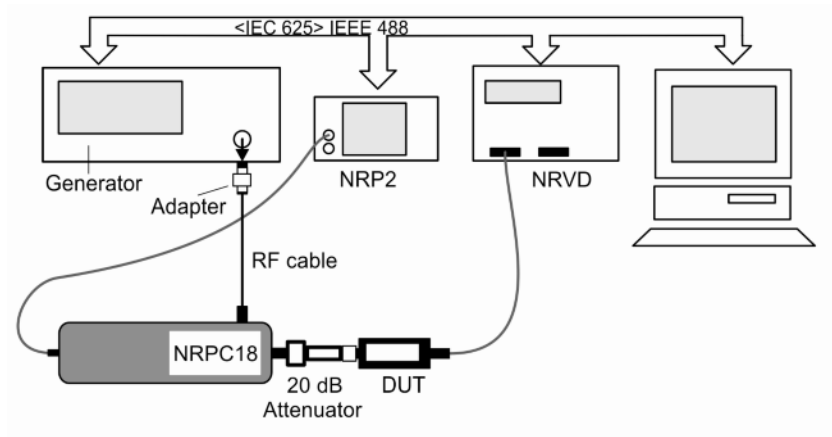 <IEC 625> IEEE 488
Generator
Adapter
NRP2
NRVD
RF cable
NRPC18
20 dB
Attenuator
DUT